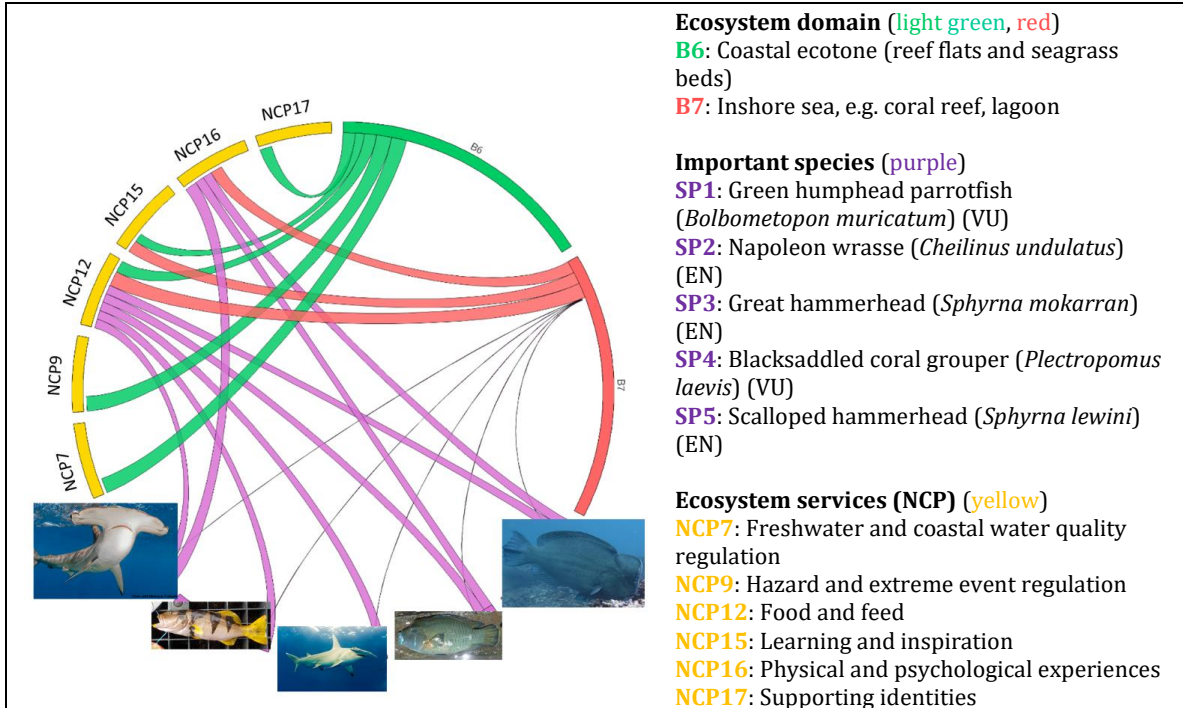 NCP17
NCP16
NCP15
NCP12
NCP9
NCP7
B6
B7
Ecosystem domain (light green, red)
B6: Coastal ecotone (reef flats and seagrass
beds)
B7: Inshore sea, e.g. coral reef, lagoon
Important species (purple)
SP1: Green humphead parrotfish
(Bolbometopon muricatum) (VU)
SP2: Napoleon wrasse (Cheilinus undulatus)
(EN)
SP3: Great hammerhead (Sphyrna mokarran)
(EN)
SP4: Blacksaddled coral grouper (Plectropomus
laevis) (VU)
SP5: Scalloped hammerhead (Sphyrna lewini)
(EN)
Ecosystem services (NCP) (yellow)
NCP7: Freshwater and coastal water quality
regulation
NCP9: Hazard and extreme event regulation
NCP12: Food and feed
NCP15: Learning and inspiration
NCP16: Physical and psychological experiences
NCP17: Supporting identities